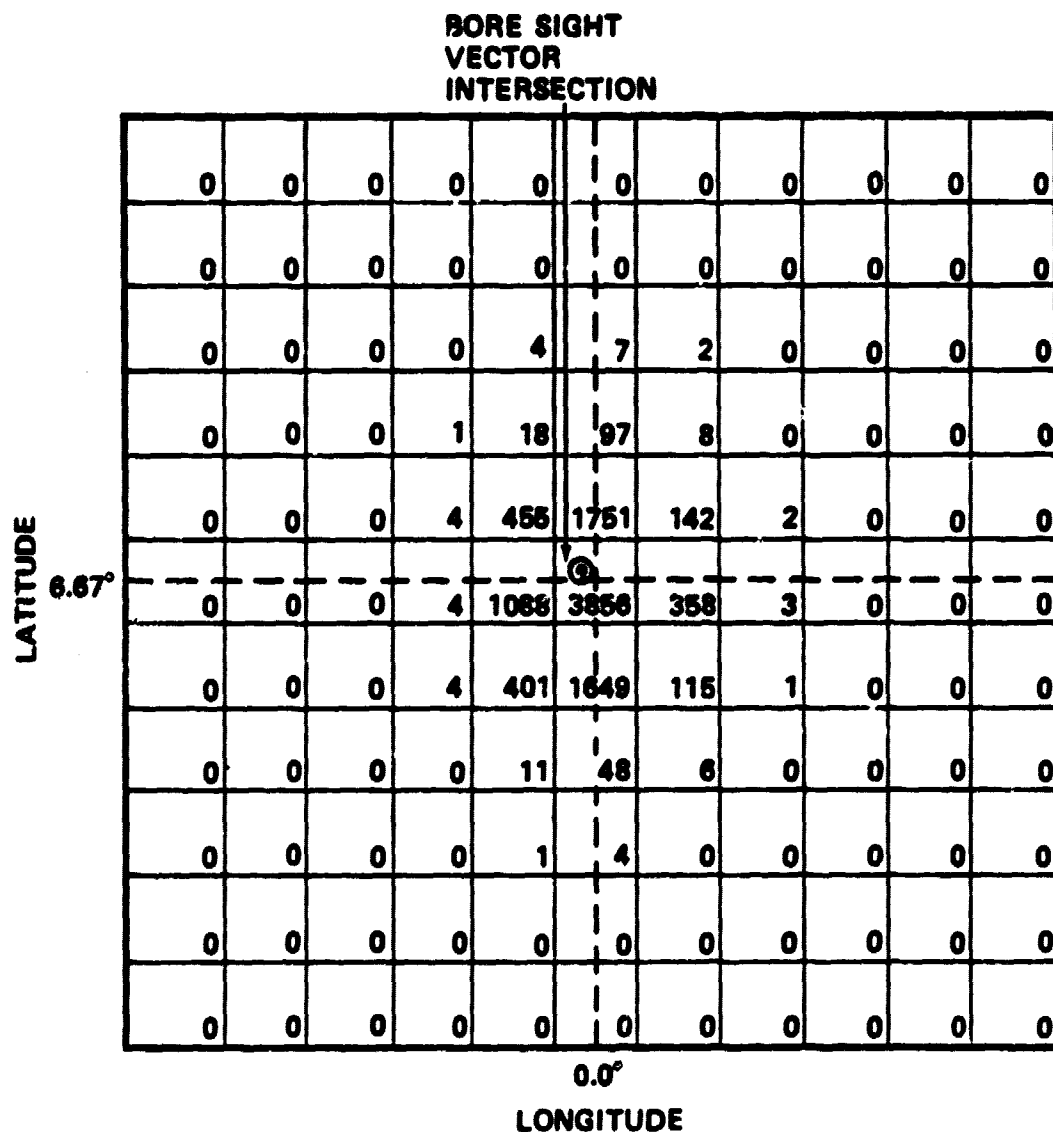 BORE SIGHT
VECTOR
INTERSECTION
0 0 0 0 0 0 0 0 0 0 0
0 0 0 0 0 0 0 0 0 0 0
0 0 0 0 4 7 2 0 0 0 0
0 0 0 1 18 97 8 0 0 0 0
0 0 0 4 455 1751 142 2 0 0 0
6.67°
0 0 0 4 1088 3856 358 3 0 0 0
0 0 0 4 401 1649 115 1 0 0 0
0 0 0 0 11 48 6 0 0 0 0
0 0 0 0 1 4 0 0 0 0 0
0 0 0 0 0 0 0 0 0 0 0
0 0 0 0 0 0 0 0 0 0 0
LATITUDE
0.0°
LONGITUDE